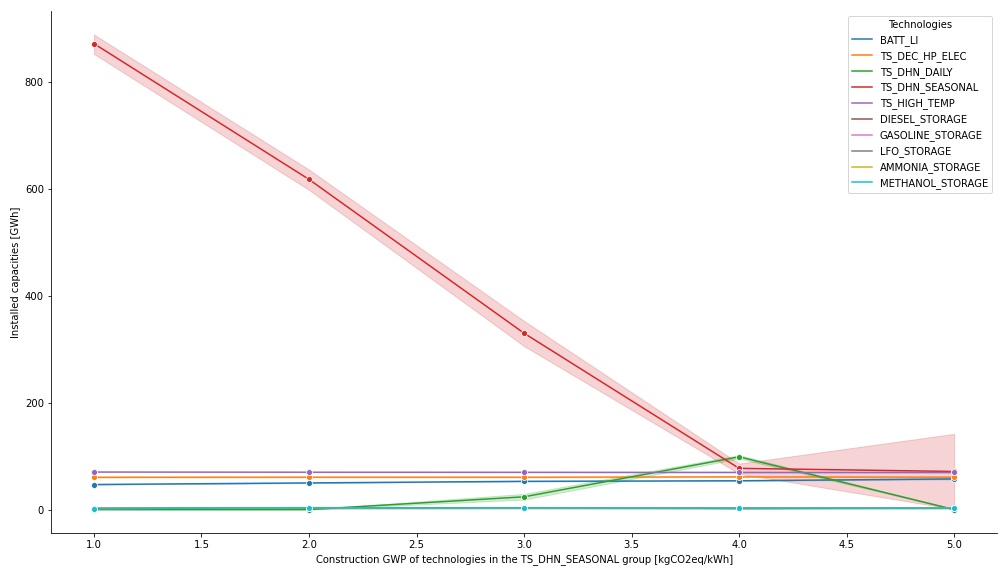 Technologies
BATT_LI
TS_DEC_HP_ELEC
TS_DHN_DAILY
TS_DHN_SEASONAL
TS_HIGH_TEMP
DIESEL_STORAGE
GASOLINE_STORAGE
LFO_STORAGE
AMMONIA_STORAGE
METHANOL_STORAGE
Installed capacities [GWh]
800
600
400
200
0
1.0 1.5 2.0 2.5 3.0 3.5 4.0 4.5 5.0
Construction GWP of technologies in the TS_DHN_SEASONAL group [kgCO2eq/kWh]